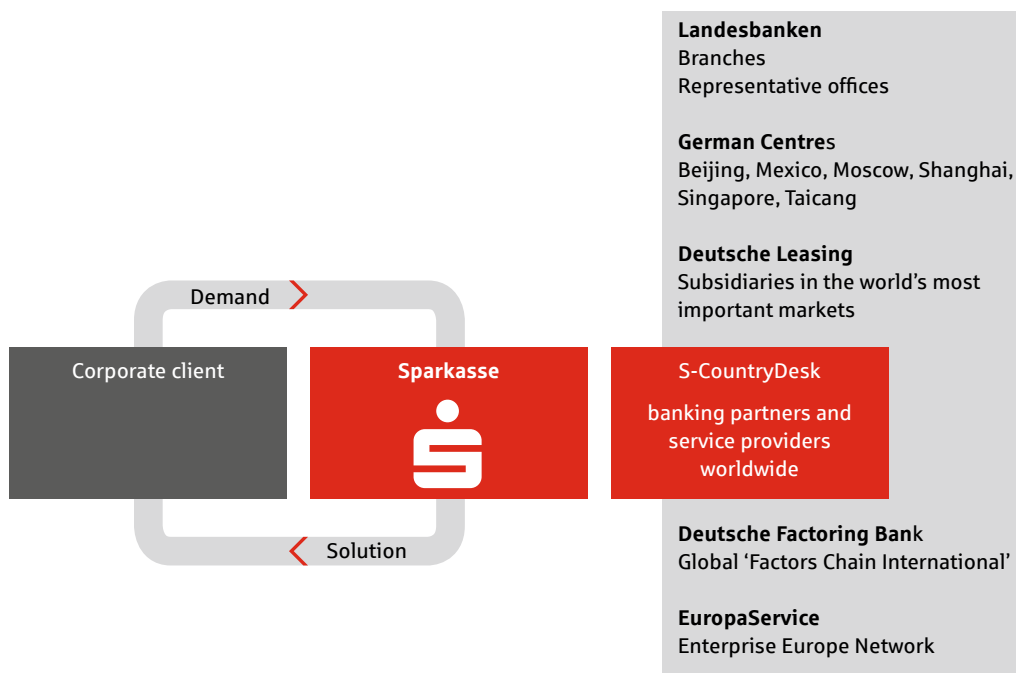 Landesbanken
Branches
Representative offices
German Centres
Beijing, Mexico, Moscow, Shanghai,
Singapore, Taicang
Deutsche Leasing
Subsidiaries in the world’s most
important markets
Demand
Corporate client
Sparkasse
S-CountryDesk
banking partners and
service providers
worldwide
Solution
Deutsche Factoring Bank
Global ‘Factors Chain International’
EuropaService
Enterprise Europe Network